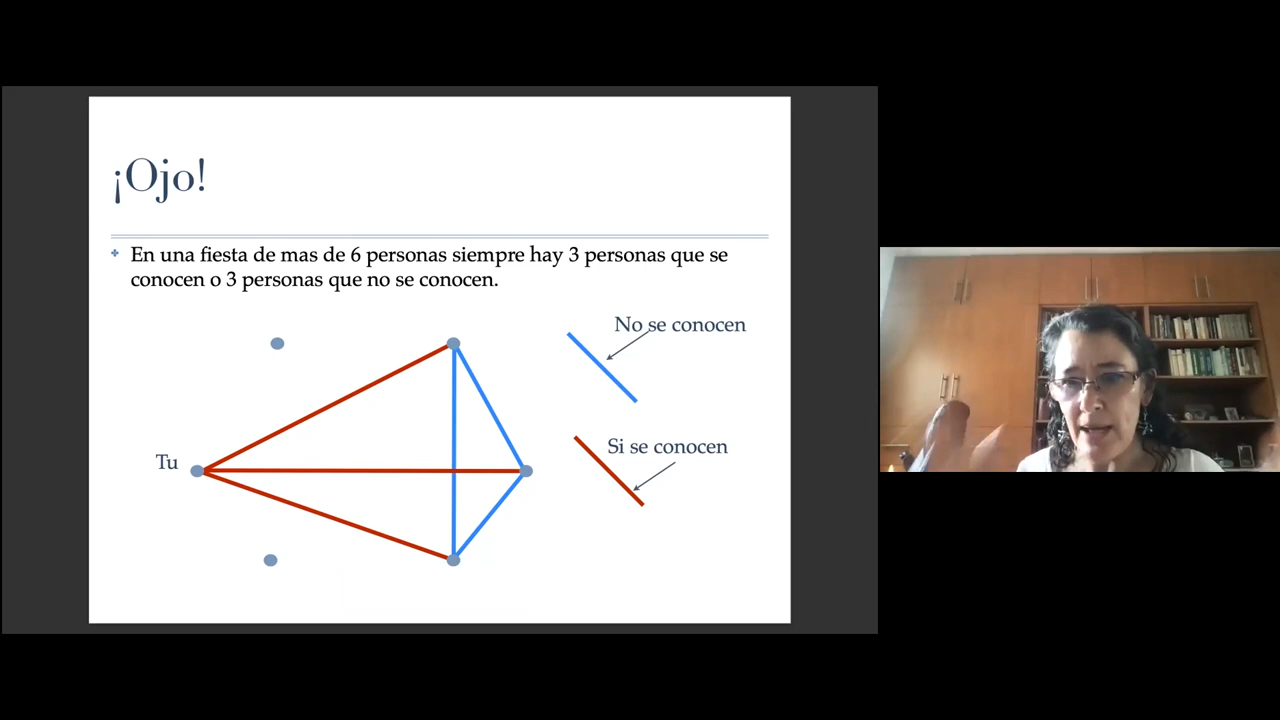 ¡Ojo!
En una fiesta de mas de 6 personas siempre hay 3 personas que se
conocen o 3 personas que no se conocen.
No se conocen
Si se conocen
Tu